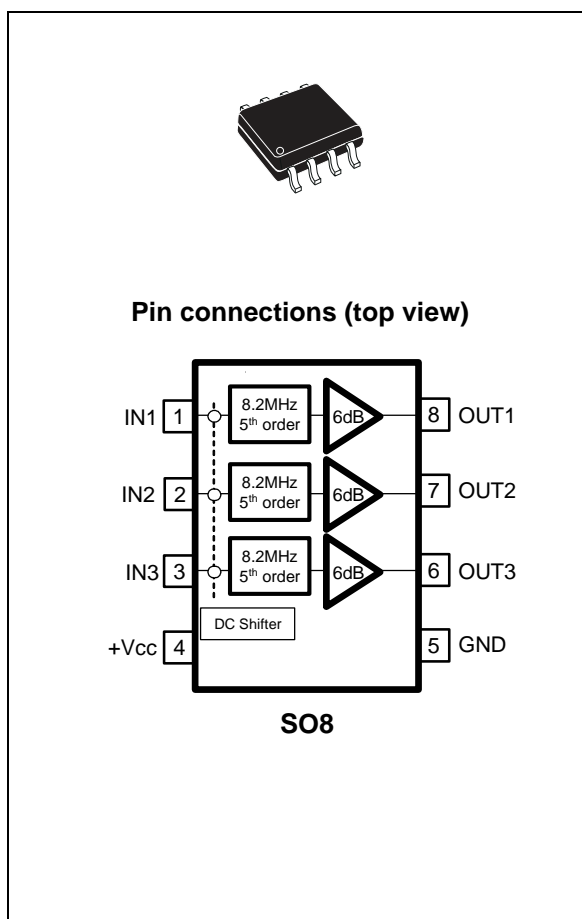 Pin connections (top view)
IN1 1 8.2MHz 5th order 6dB 8 OUT1
IN2 2 8.2MHz 5th order 6dB 7 OUT2
IN3 3 8.2MHz 5th order 6dB 6 OUT3
DC Shifter
+Vcc 4 5 GND
SO8